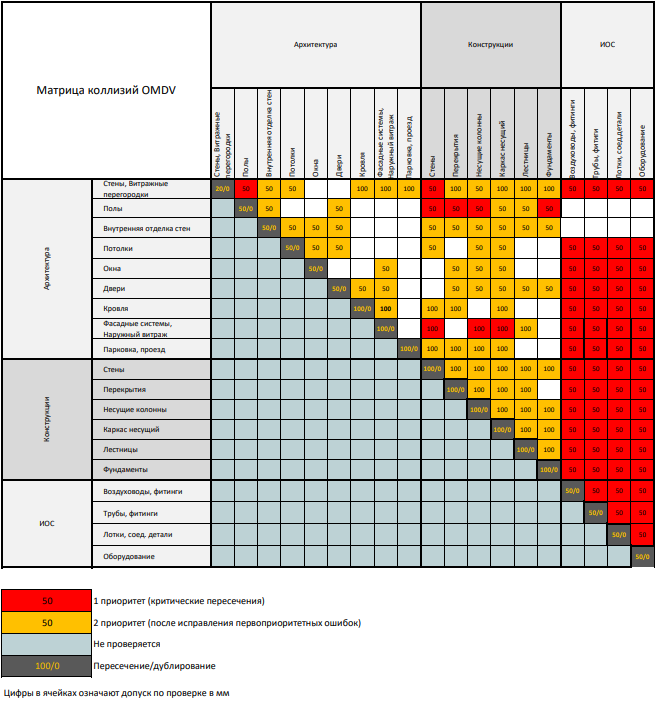 Матрица коллизий OMDV
Архитектура
Конструкции
ИОС
Стены, Витражные
перегородки
Полы
Внутренняя отделка стен
Потолки
Окна
Двери
Кровля
Фасадные системы,
Наружный витраж
Парковка, проезд
Стены
Перекрытия
Несущие колонны
Каркас несущий
Лестницы
Фундаменты
Воздуховоды, фитинги
Трубы, фитиги
Лотки, соед.детали
Оборудование
Архитектура
Стены, Витражные
перегородки
20/0 50 50 50 100 100 100 50 100 50 100 50 100 50 50 50 50
Полы 50/0 50 50 50 50 50 50 50 50
Внутренняя отделка стен 50/0 50 50 50 50 50 50 50 50 50
Потолки 50/0 50 50 50 50 50 50 50 50 50
Окна 50/0 50 50 50 50 50 50 50 50
Двери 50/0 50 50 50 50 50 50 50 50 50 50 50 50
Кровля 100/0 100 100 100 100 50 50 50 50
Фасадные системы,
Наружный витраж
100/0 100 100 100 100 50 50 50 50
Парковка, проезд 100/0 100 100 100 100 50 50 50 50
Конструкции
Стены 100/0 100 100 100 100 100 50 50 50 50
Перекрытия 100/0 100 100 100 50 50 50 50
Несущие колонны 100/0 100 100 100 50 50 50 50
Каркас несущий 100/0 100 100 50 50 50 50
Лестницы 100/0 100 50 50 50 50
Фундаменты 100/0 50 50 50 50
ИОС
Воздуховоды, фитинги 50/0 50 50 50
Трубы, фитинги 50/0 50 50
Лотки, соед. детали 50/0 50
Оборудование 50/0
50 1 приоритет (критические пересечения)
50 2 приоритет (после исправления первоприоритетных ошибок)
Не проверяется
100/0 Пересечение/дублирование
Цифры в ячейках означают допуск по проверке в мм